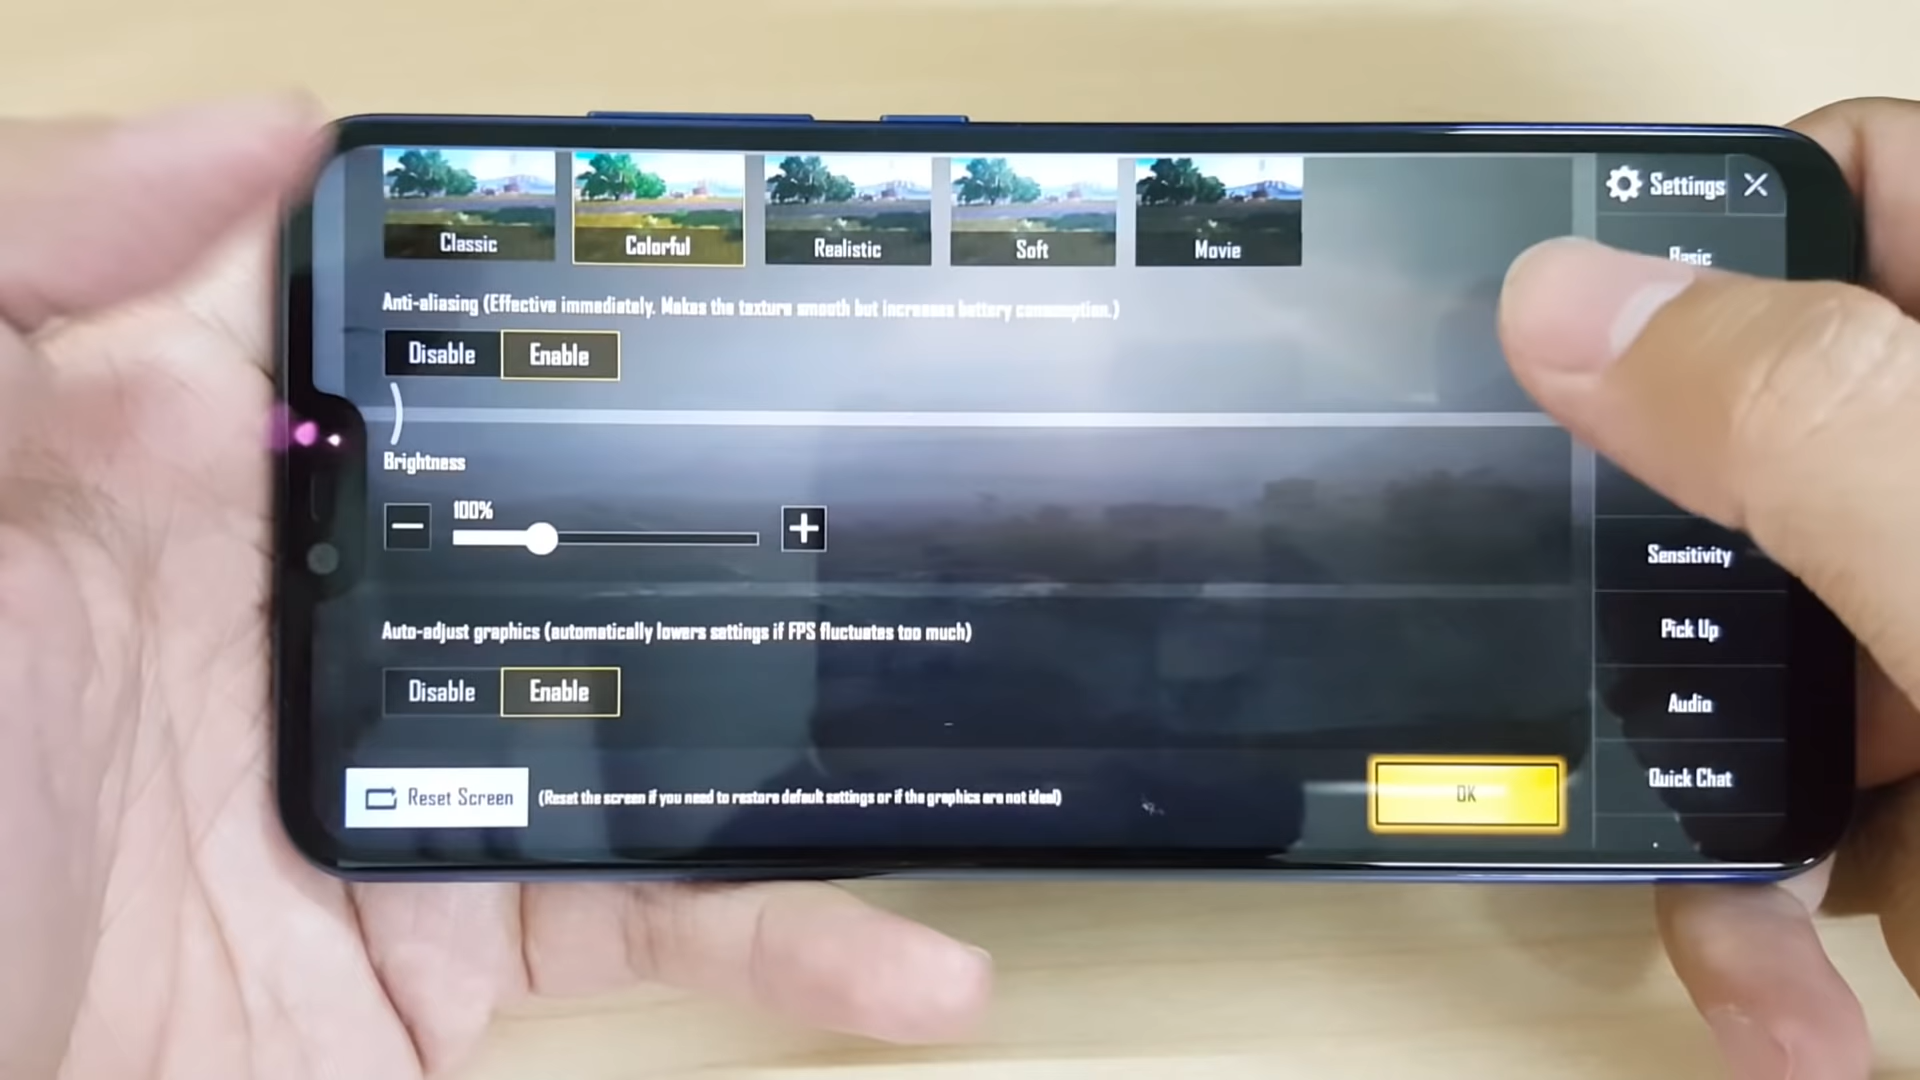 Classic
Colorful
Realistic
Soft
Movie
Settings
Basic
Anti-aliasing (Effective immediately. Makes the texture smooth but increases battery consumption.)
Disable
Enable
Brightness
100%
Sensitivity
Auto-adjust graphics (automatically lowers settings if FPS fluctuates too much)
Pick Up
Disable
Enable
Audio
Quick Chat
Reset Screen
(Reset the screen if you need to restore default settings or if the graphics are not ideal)
OK